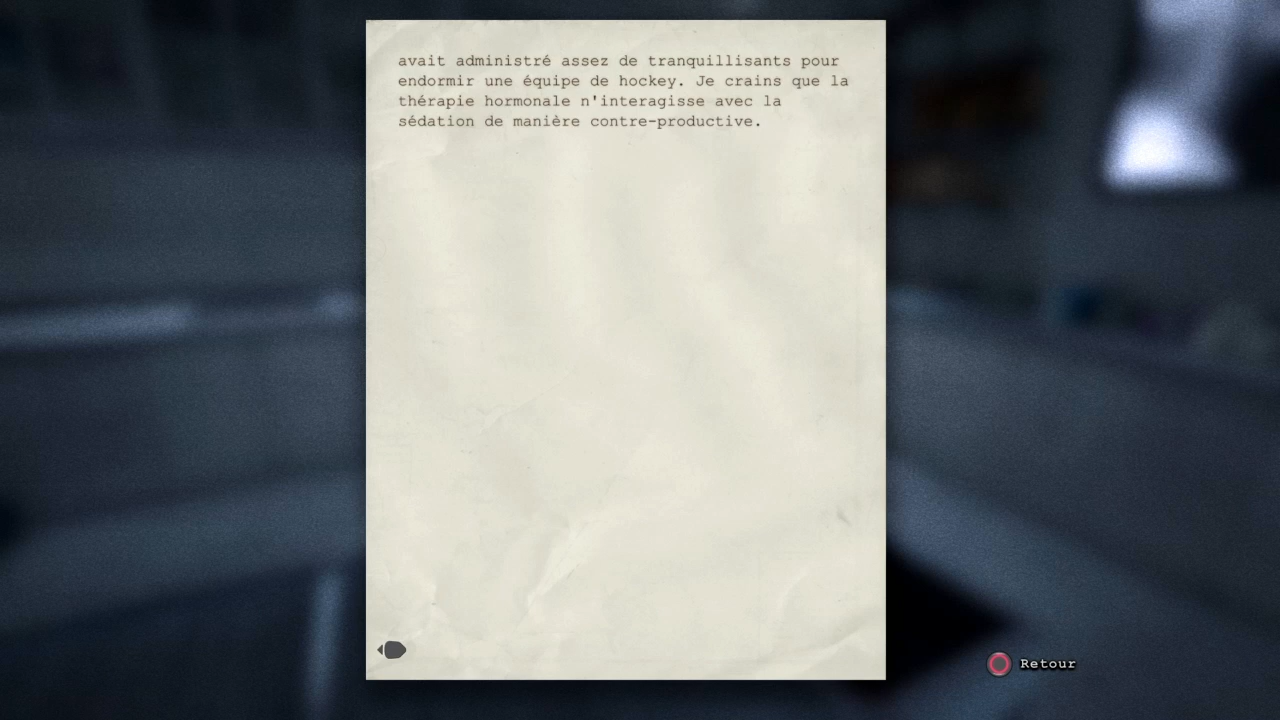 avait administré assez de tranquillisants pour
endormir une équipe de hockey. Je crains que la
thérapie hormonale n'interagisse avec la
sédation de manière contre-productive.
Retour